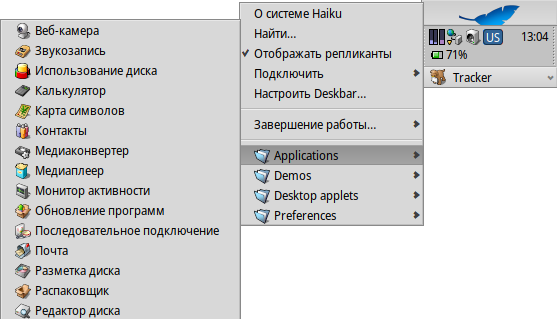 Веб-камера
Звукозапись
Использование диска
Калькулятор
Карта символов
Контакты
Медиаконвертер
Медиаплеер
Монитор активности
Обновление программ
Последовательное подключение
Почта
Разметка диска
Распаковщик
Редактор диска
О системе Haiku
Найти...
Отображать репликанты
Подключить
Настроить Deskbar...
Завершение работы...
Applications
Demos
Desktop applets
Preferences
US 13:04
71%
Tracker